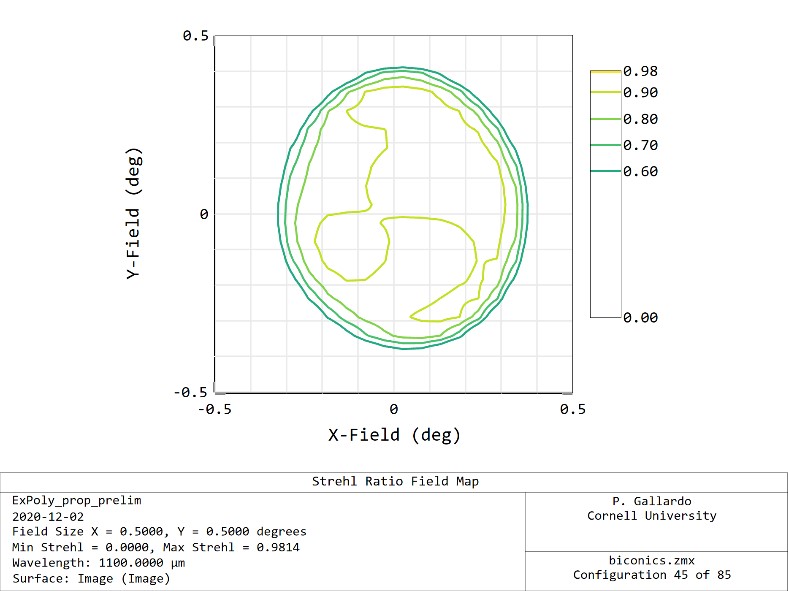 0.5
0
-0.5
Y-Field (deg)
-0.5
0
0.5
X-Field (deg)
0.98
0.90
0.80
0.70
0.60
0.00
Strehl Ratio Field Map
ExPoly_prop_prelim
2020-12-02
Field Size X = 0.5000, Y = 0.5000 degrees
Min Strehl = 0.0000, Max Strehl = 0.9814
Wavelength: 1100.0000 µm
Surface: Image (Image)
P. Gallardo
Cornell University
biconics.zmx
Configuration 45 of 85